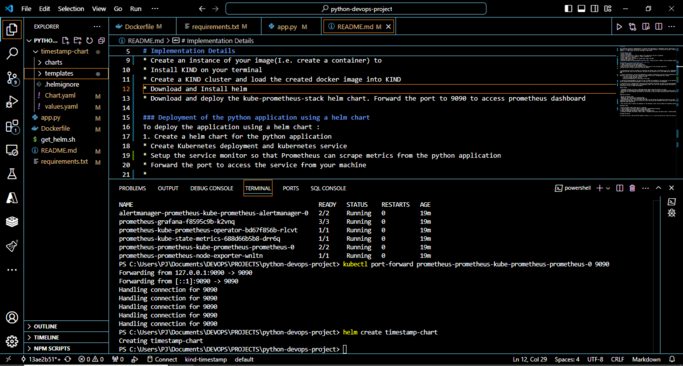 File Edit Selection View Go Run ··· python-devops-project
EXPLORER
PYTHO...
timestamp-chart
charts
templates
.helmignore
Chart.yaml M
values.yaml M
app.py M
Dockerfile M
get_helm.sh
README.md M
requirements.txt M
OUTLINE
TIMELINE
NPM SCRIPTS
Dockerfile M requirements.txt M app.py M README.md M
README.md > # Implementation Details
5 # Implementation Details
9 * Create an instance of your image(I.e. create a container) to
10 * Install KIND on your terminal
11 * Create a KIND cluster and load the created docker image into KIND
12 * Download and Install helm
13 * Download and deploy the kube-prometheus-stack helm chart. Forward the port to 9090 to access prometheus dashboard
14
15 ### Deployment of the python application using a helm chart
16 To deploy the application using a helm chart :
17 1. Create a helm chart for the python application
18 * Create Kubernetes deployment and kubernetes service
19 * Setup the service monitor so that Prometheus can scrape metrics from the python application
20 * Forward the port to access the service from your machine
21 *
PROBLEMS OUTPUT DEBUG CONSOLE TERMINAL PORTS SQL CONSOLE powershell
NAME READY STATUS RESTARTS AGE
alertmanager-prometheus-kube-prometheus-alertmanager-0 2/2 Running 0 19m
prometheus-grafana-f8595c9b-k2vnq 3/3 Running 0 19m
prometheus-kube-prometheus-operator-bd67f856b-rlcvt 1/1 Running 0 19m
prometheus-kube-state-metrics-688d66b5b8-drr6q 1/1 Running 0 19m
prometheus-prometheus-kube-prometheus-prometheus-0 2/2 Running 0 19m
prometheus-prometheus-node-exporter-wnltn 1/1 Running 0 19m
PS C:\Users\PJ\Documents\DEVOPS\PROJECTS\python-devops-project> kubectl port-forward prometheus-prometheus-kube-prometheus-prometheus-0 9090
Forwarding from 127.0.0.1:9090 -> 9090
Forwarding from [::1]:9090 -> 9090
Handling connection for 9090
Handling connection for 9090
Handling connection for 9090
Handling connection for 9090
Handling connection for 9090
PS C:\Users\PJ\Documents\DEVOPS\PROJECTS\python-devops-project> helm create timestamp-chart
Creating timestamp-chart
PS C:\Users\PJ\Documents\DEVOPS\PROJECTS\python-devops-project>
13ae2b51*+ 0 0 0 Connect kind-timestamp default Ln 12, Col 29 Spaces: 4 UTF-8 CRLF Markdown